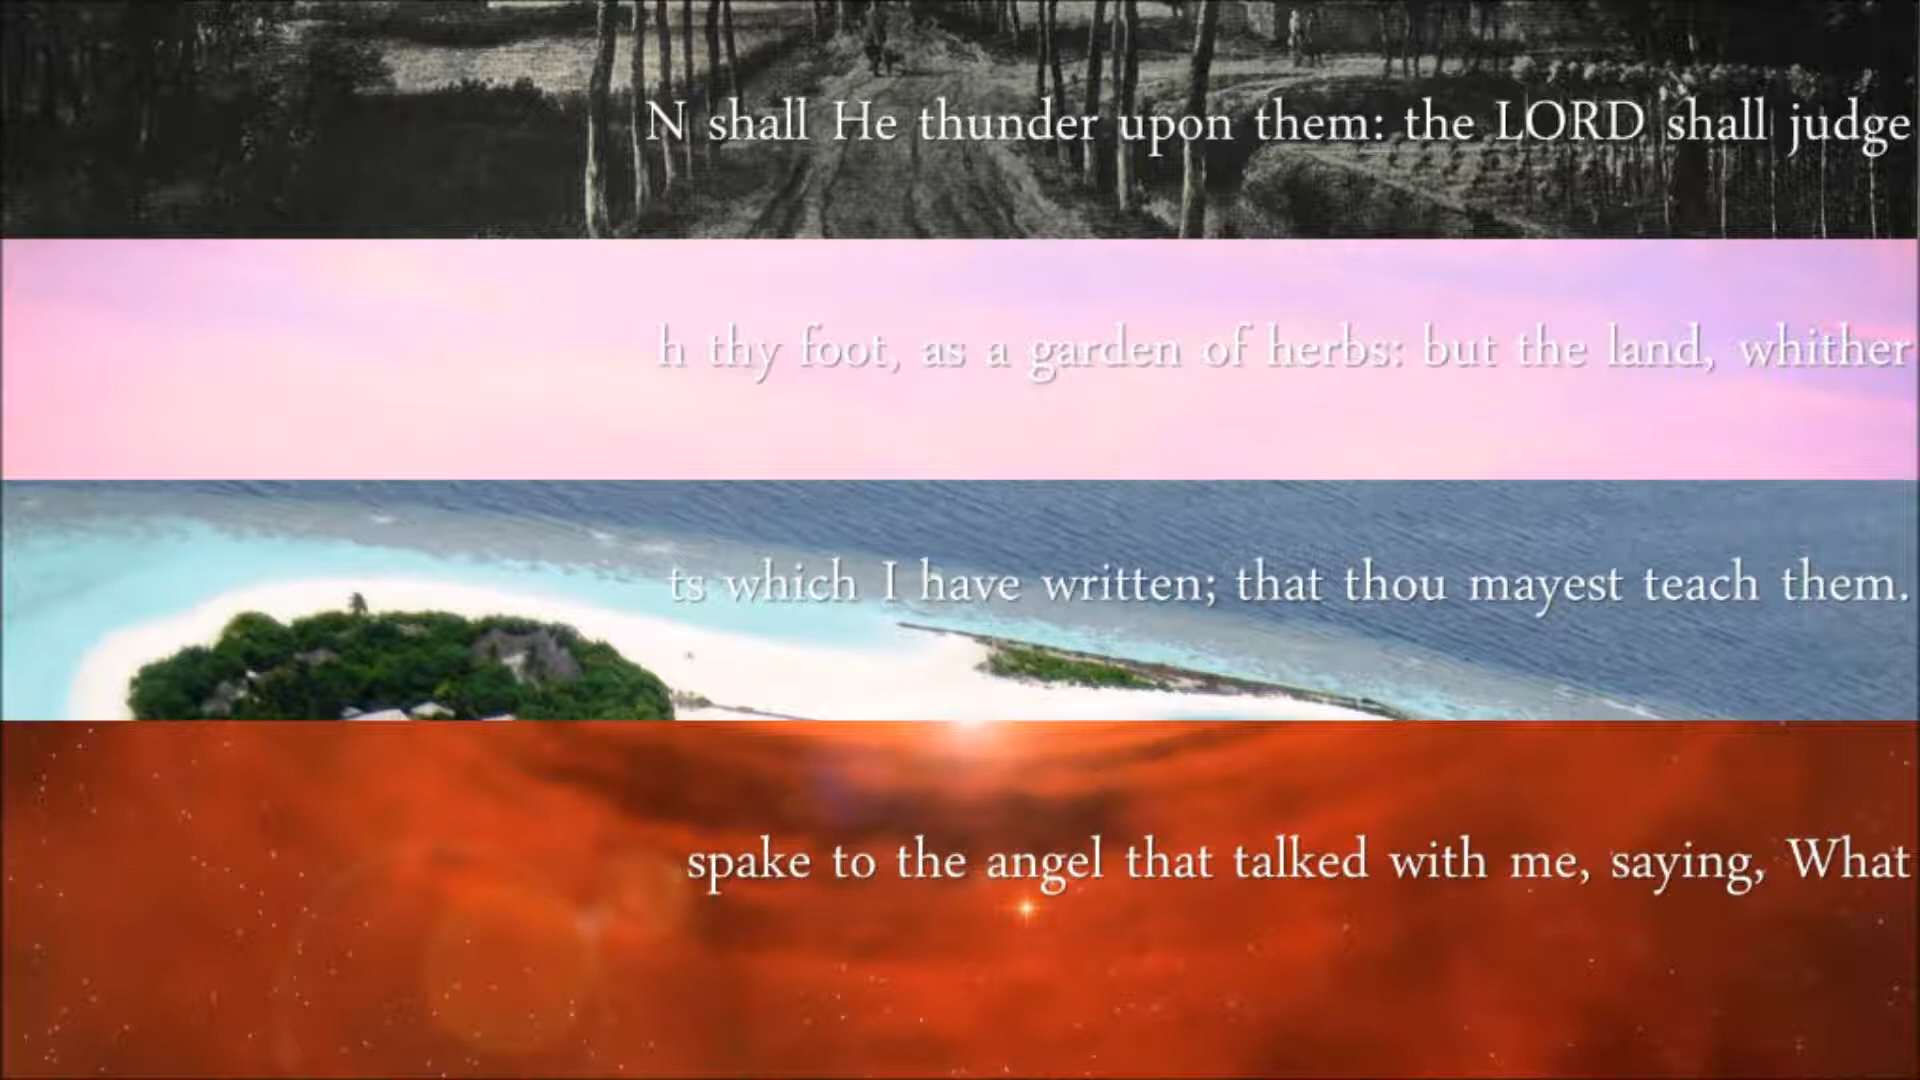 N shall He thunder upon them: the LORD shall judge
h thy foot, as a garden of herbs: but the land, whither
ts which I have written; that thou mayest teach them.
spake to the angel that talked with me, saying, What